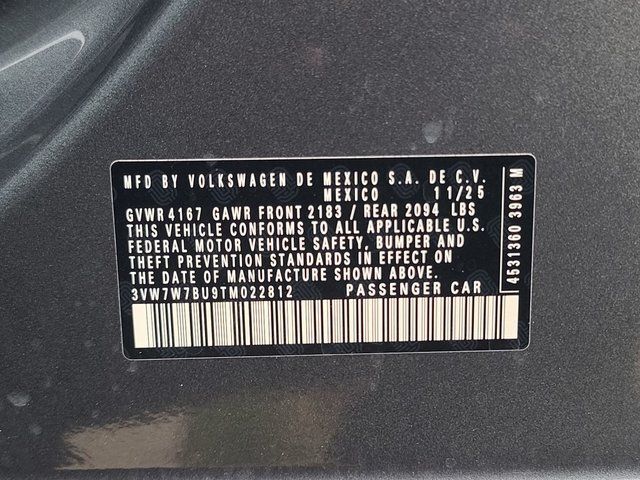 MFD BY VOLKSWAGEN DE MEXICO S.A. DE C.V.
MEXICO 11/25
GVWR 4167 GAWR FRONT 2183 / REAR 2094 LBS
THIS VEHICLE CONFORMS TO ALL APPLICABLE U.S.
FEDERAL MOTOR VEHICLE SAFETY, BUMPER AND
THEFT PREVENTION STANDARDS IN EFFECT ON
THE DATE OF MANUFACTURE SHOWN ABOVE.
3VW7W7BU9TM022812 PASSENGER CAR
4531360 3963 M